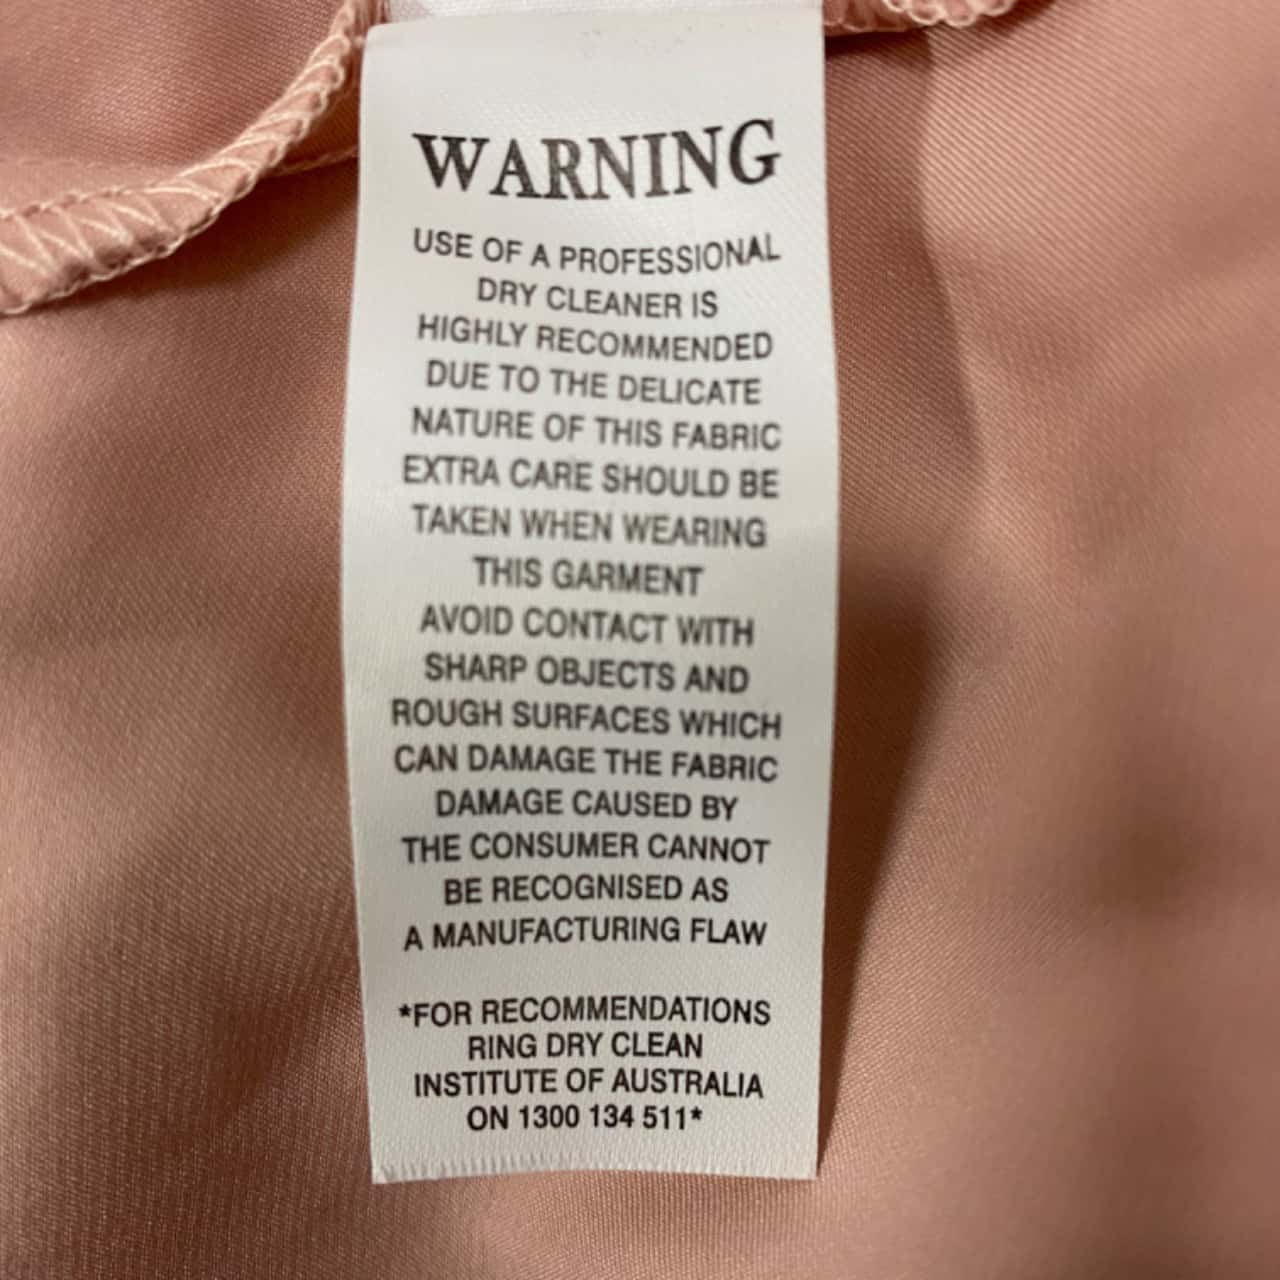 WARNING
USE OF A PROFESSIONAL
DRY CLEANER IS
HIGHLY RECOMMENDED
DUE TO THE DELICATE
NATURE OF THIS FABRIC
EXTRA CARE SHOULD BE
TAKEN WHEN WEARING
THIS GARMENT
AVOID CONTACT WITH
SHARP OBJECTS AND
ROUGH SURFACES WHICH
CAN DAMAGE THE FABRIC
DAMAGE CAUSED BY
THE CONSUMER CANNOT
BE RECOGNISED AS
A MANUFACTURING FLAW
*FOR RECOMMENDATIONS
RING DRY CLEAN
INSTITUTE OF AUSTRALIA
ON 1300 134 511*